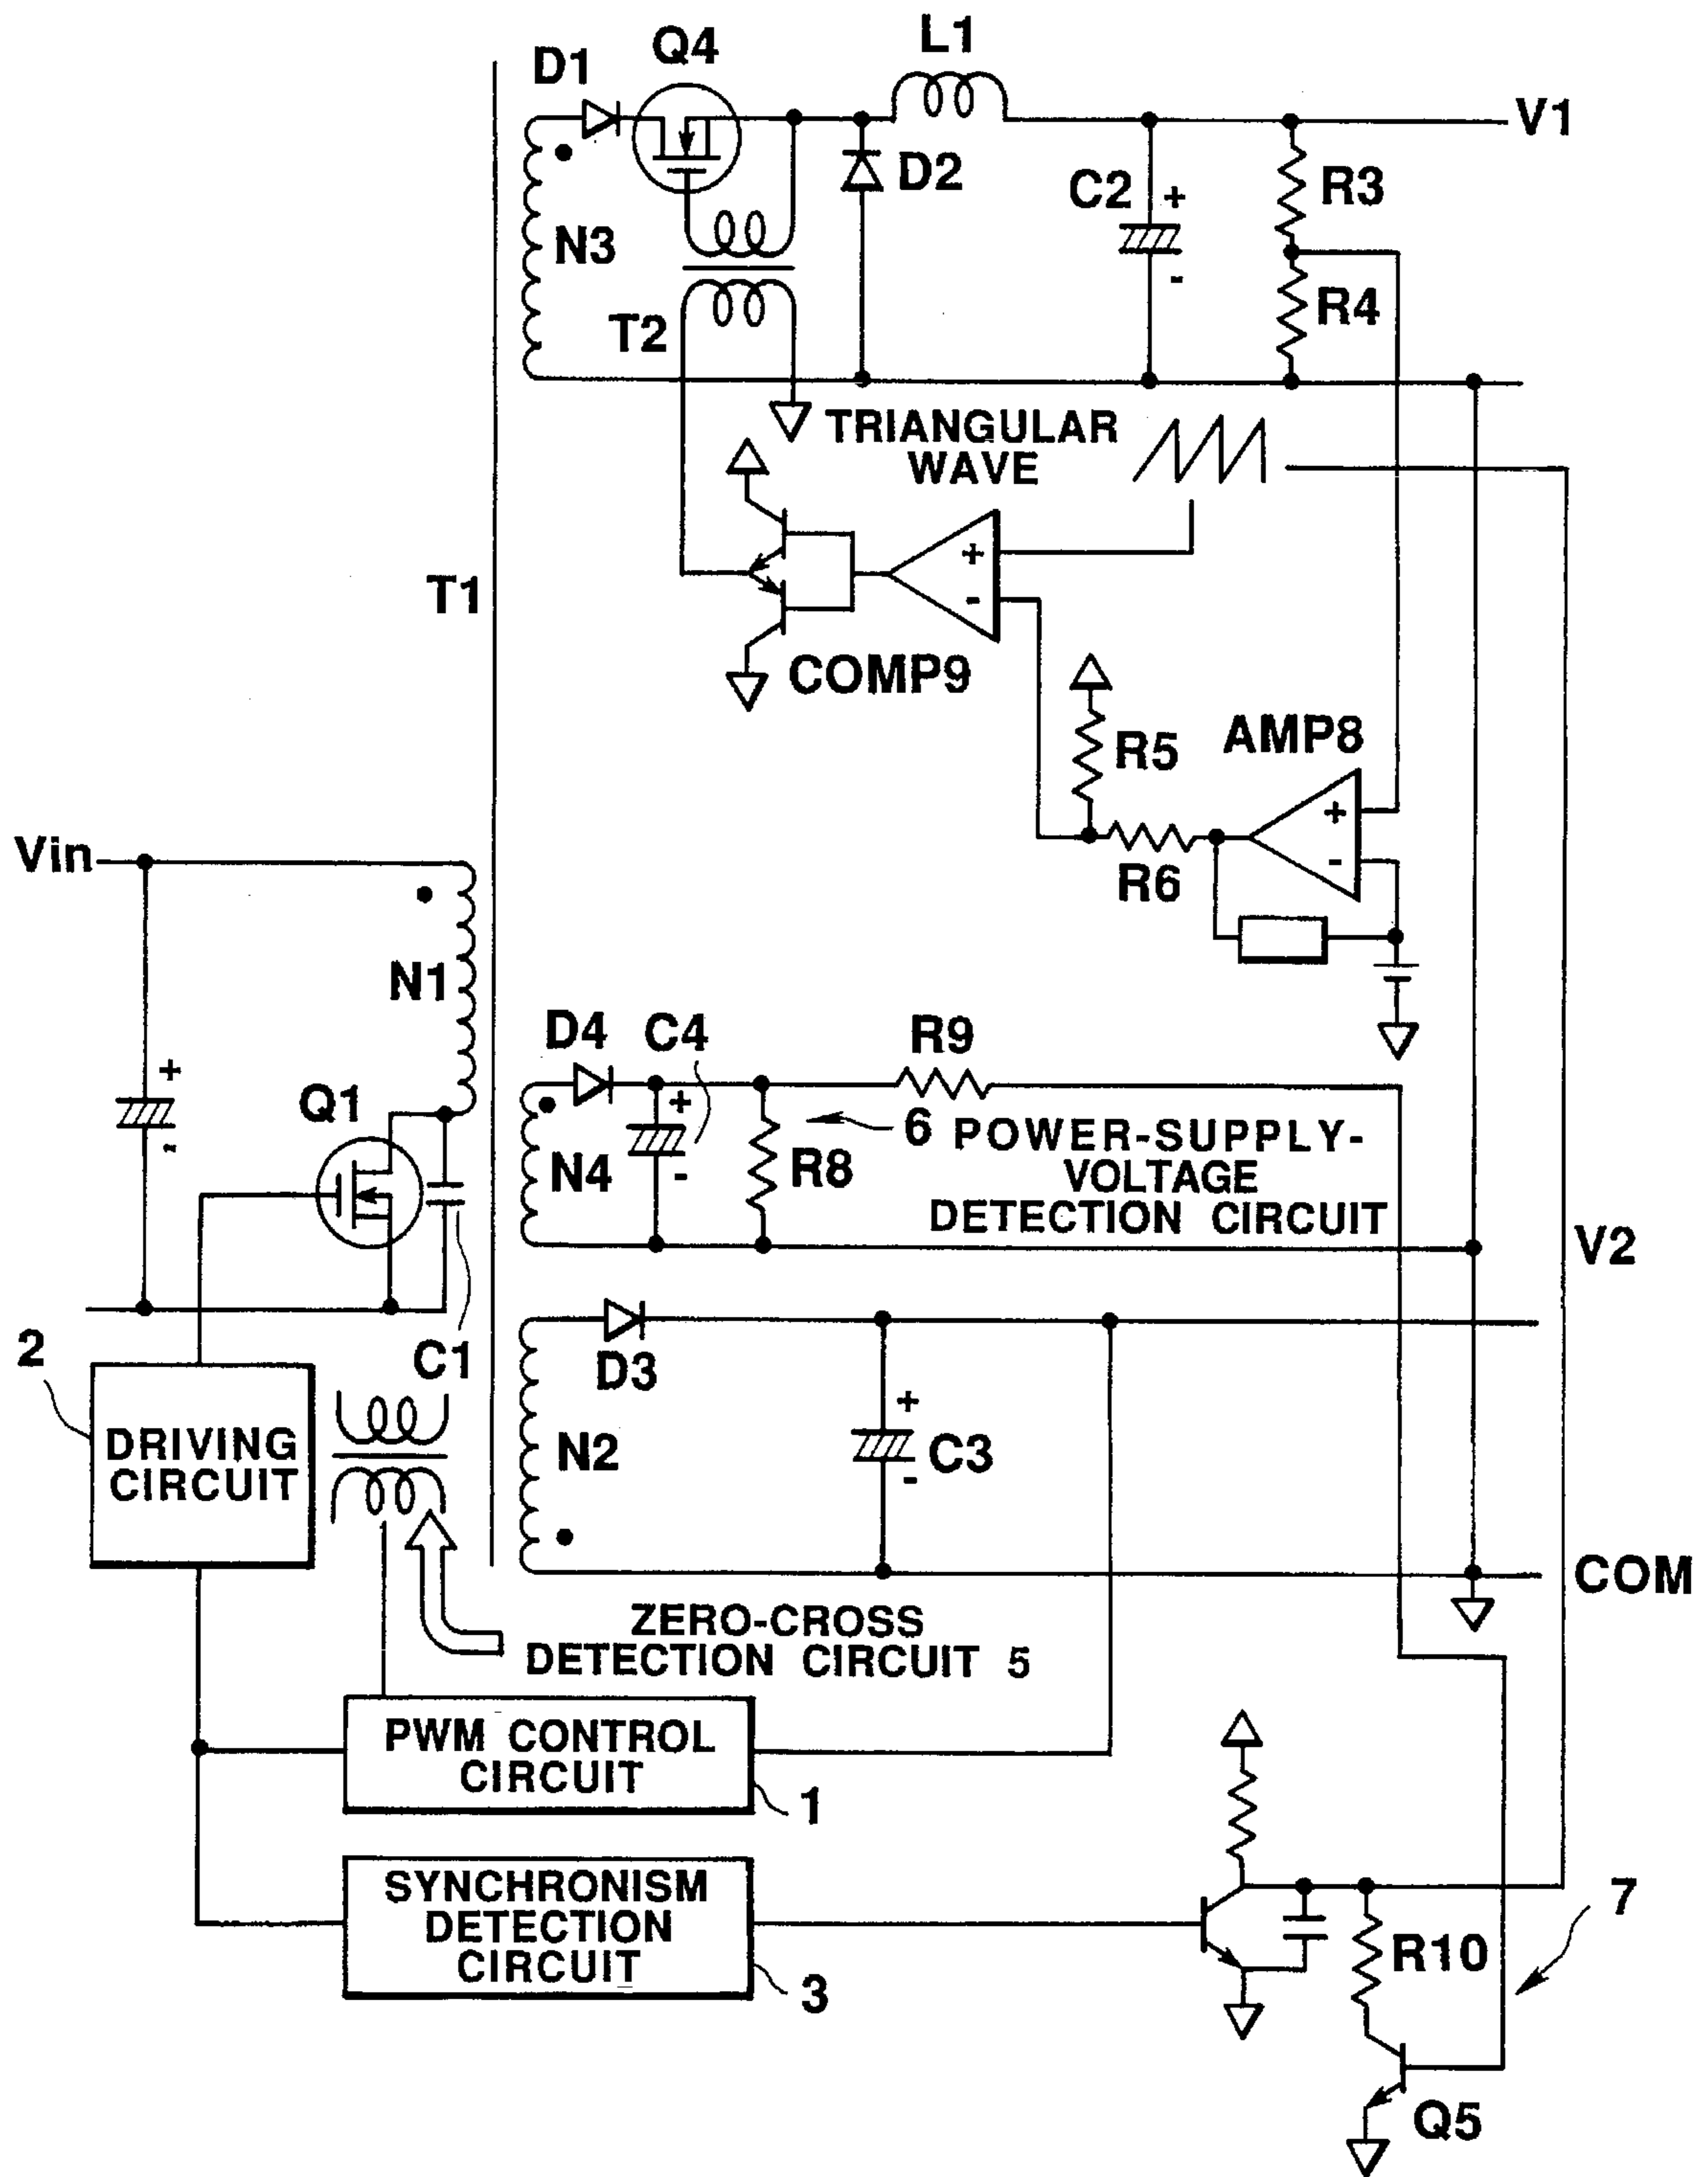 Q4
L1
D1
V1
D2
C2
+
-
R3
N3
R4
T2
TRIANGULAR
WAVE
T1
+
-
COMP9
R5
AMP8
+
-
R6
Vin
N1
+
-
Q1
D4
C4
R9
+
-
N4
R8
6 POWER-SUPPLY-
VOLTAGE
DETECTION CIRCUIT
V2
C1
2
D3
DRIVING
CIRCUIT
N2
+
-
C3
COM
ZERO-CROSS
DETECTION CIRCUIT 5
PWM CONTROL
CIRCUIT
1
SYNCHRONISM
DETECTION
CIRCUIT
3
R10
7
Q5